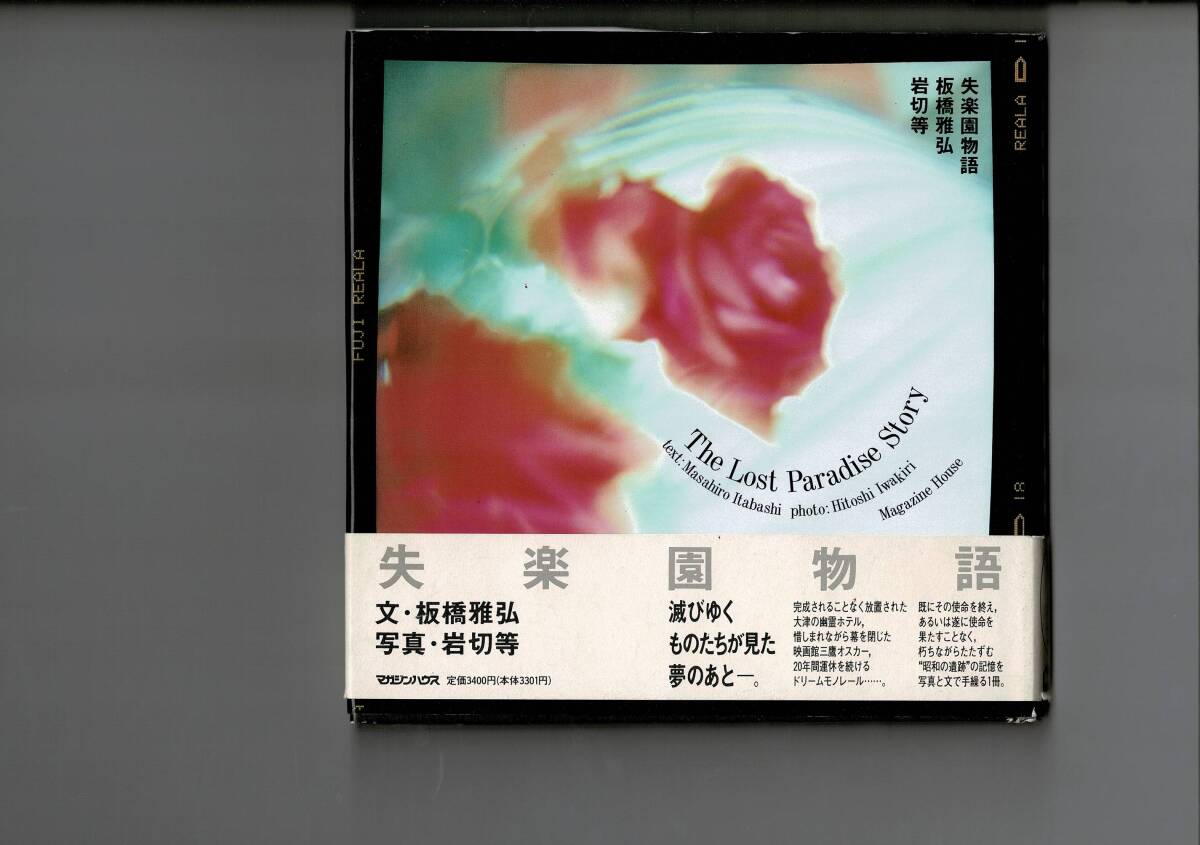 失楽園物語
板橋雅弘
岩切等
REALA
FUJI REALA
18
The Lost Paradise Story
text: Masahiro Itabashi photo: Hitoshi Iwakiri
Magazine House
失楽園物語
文・板橋雅弘
写真・岩切等
マガジンハウス 定価3400円(本体3301円)
滅びゆく
ものたちが見た
夢のあと―。
完成されることなく放置された
大津の幽霊ホテル,
惜しまれながら幕を閉じた
映画館三鷹オスカー,
20年間運休を続ける
ドリームモノレール……。
既にその使命を終え,
あるいは遂に使命を
果たすことなく,
朽ちながらたたずむ
“昭和の遺跡”の記憶を
写真と文で手繰る1冊。